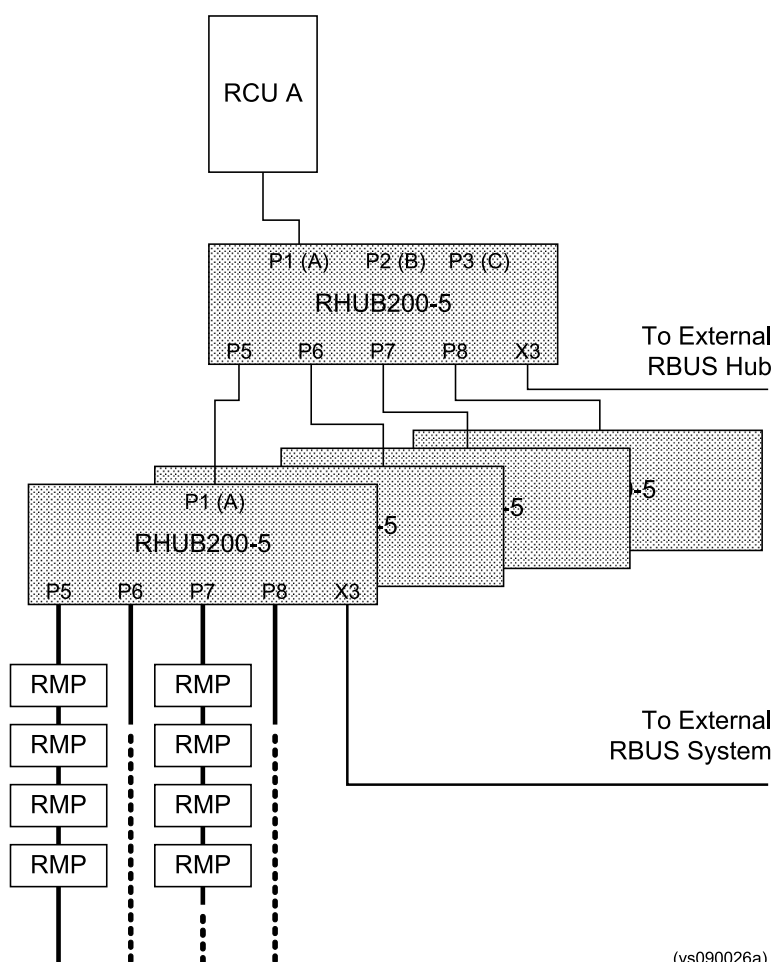 RCU A
P1 (A) P2 (B) P3 (C)
RHUB200-5
P5 P6 P7 P8 X3
To External
RBUS Hub
-5
-5
-5
P1 (A)
RHUB200-5
P5 P6 P7 P8 X3
RMP RMP
RMP RMP
RMP RMP
RMP RMP
To External
RBUS System
(vs090026a)